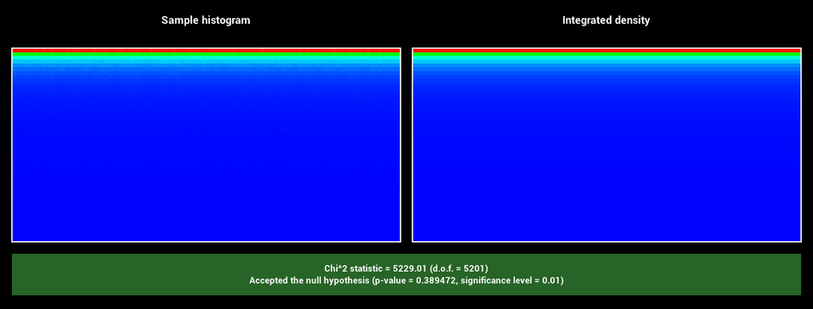 Sample histogram
Integrated density
Chi^2 statistic = 5229.01 (d.o.f. = 5201)
Accepted the null hypothesis (p-value = 0.389472, significance level = 0.01)